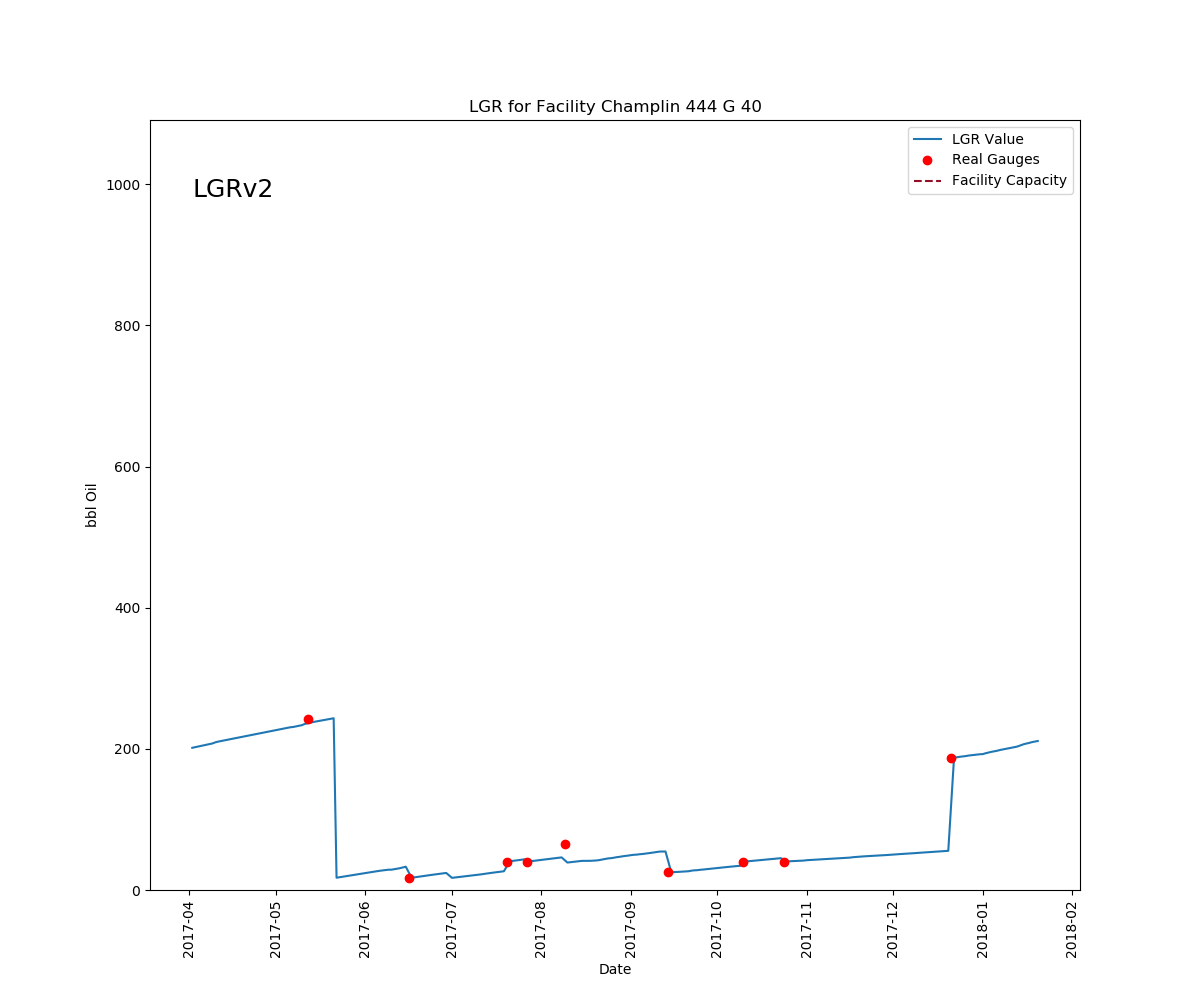 LGR for Facility Champlin 444 G 40
LGRv2
LGR Value
Real Gauges
Facility Capacity
bbl Oil
1000
800
600
400
200
0
2017-04
2017-05
2017-06
2017-07
2017-08
2017-09
2017-10
2017-11
2017-12
2018-01
2018-02
Date